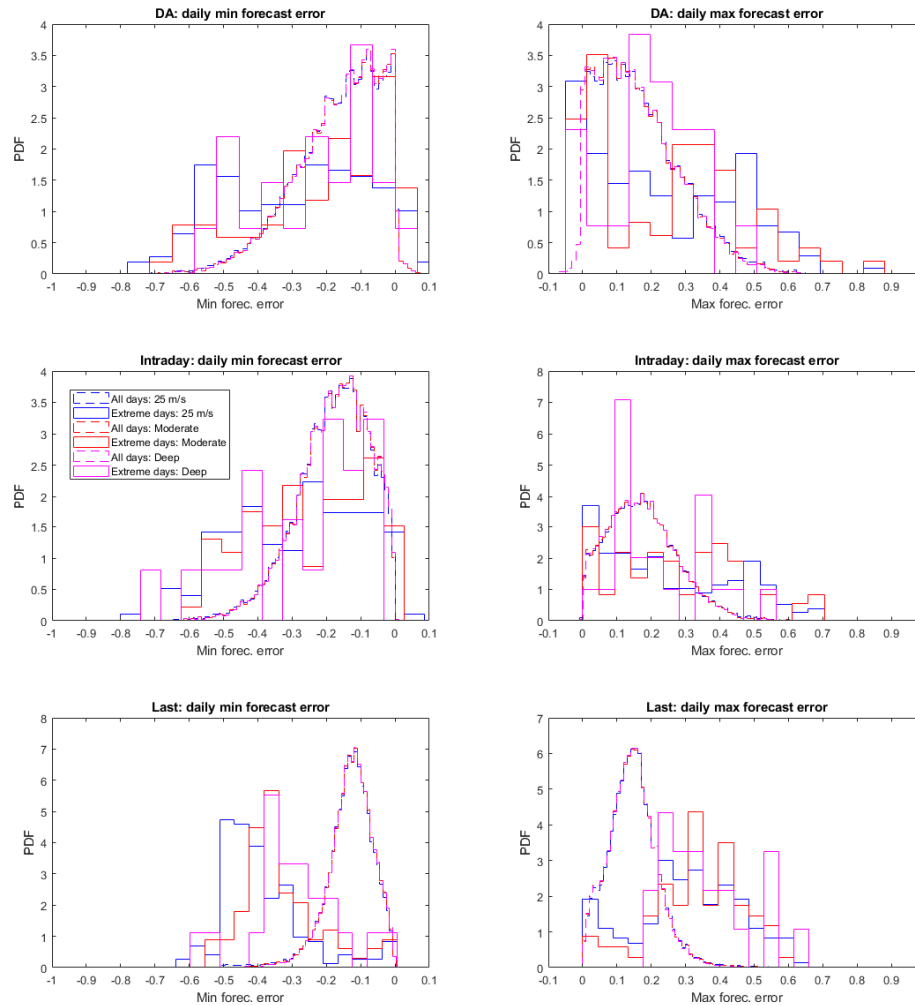 DA: daily min forecast error
4
3.5
3
2.5
2
1.5
1
0.5
0
PDF
-1 -0.9 -0.8 -0.7 -0.6 -0.5 -0.4 -0.3 -0.2 -0.1 0 0.1
Min forec. error
DA: daily max forecast error
4
3.5
3
2.5
2
1.5
1
0.5
0
PDF
-0.1 0 0.1 0.2 0.3 0.4 0.5 0.6 0.7 0.8 0.9
Max forec. error
Intraday: daily min forecast error
4
3.5
3
2.5
2
1.5
1
0.5
0
PDF
All days: 25 m/s
Extreme days: 25 m/s
All days: Moderate
Extreme days: Moderate
All days: Deep
Extreme days: Deep
-1 -0.9 -0.8 -0.7 -0.6 -0.5 -0.4 -0.3 -0.2 -0.1 0 0.1
Min forec. error
Intraday: daily max forecast error
8
7
6
5
4
3
2
1
0
PDF
-0.1 0 0.1 0.2 0.3 0.4 0.5 0.6 0.7 0.8 0.9
Max forec. error
Last: daily min forecast error
8
7
6
5
4
3
2
1
0
PDF
-1 -0.9 -0.8 -0.7 -0.6 -0.5 -0.4 -0.3 -0.2 -0.1 0 0.1
Min forec. error
Last: daily max forecast error
7
6
5
4
3
2
1
0
PDF
-0.1 0 0.1 0.2 0.3 0.4 0.5 0.6 0.7 0.8 0.9
Max forec. error